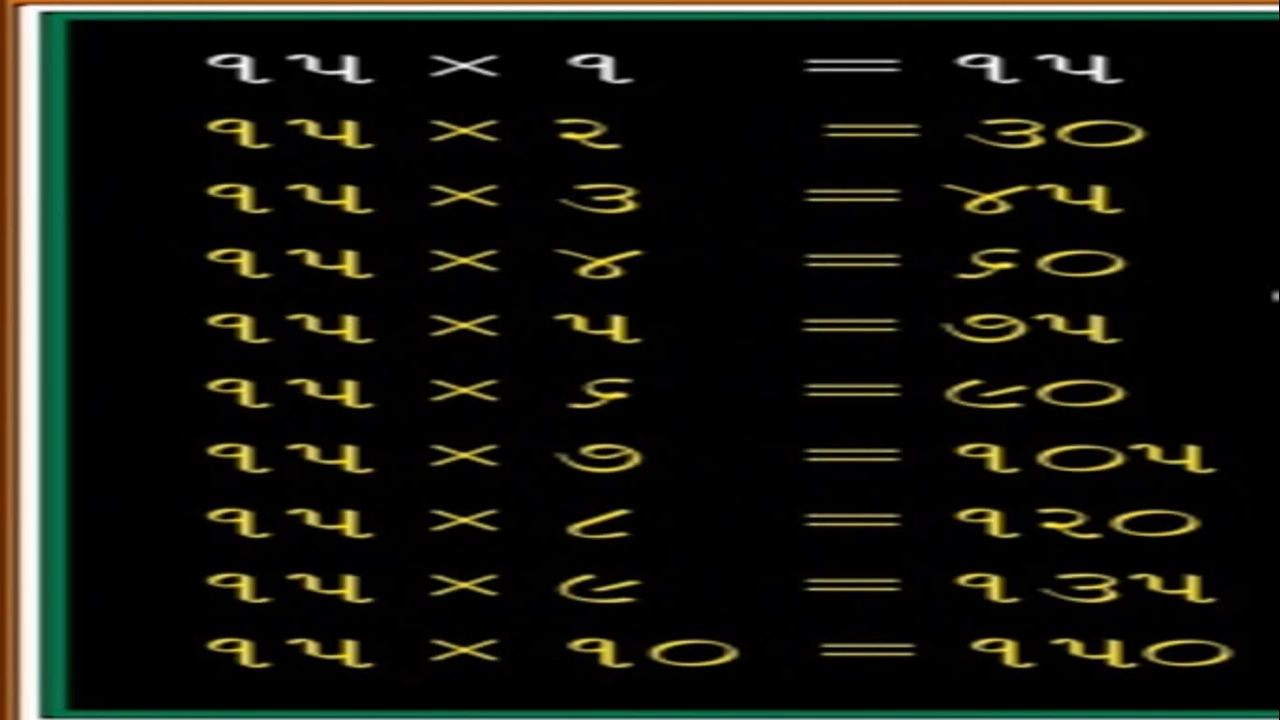 ૧૫ × ૧ = ૧૫
૧૫ × ૨ = ૩૦
૧૫ × ૩ = ૪૫
૧૫ × ૪ = ૬૦
૧૫ × ૫ = ૭૫
૧૫ × ૬ = ૯૦
૧૫ × ૭ = ૧૦૫
૧૫ × ૮ = ૧૨૦
૧૫ × ૯ = ૧૩૫
૧૫ × ૧૦ = ૧૫૦